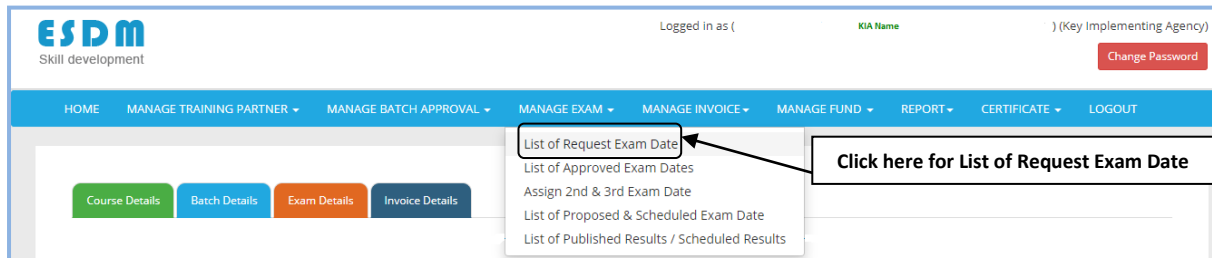 ESDM
Skill development
Logged in as ( KIA Name ) (Key Implementing Agency)
Change Password
HOME MANAGE TRAINING PARTNER MANAGE BATCH APPROVAL MANAGE EXAM MANAGE INVOICE MANAGE FUND REPORT CERTIFICATE LOGOUT
List of Request Exam Date
List of Approved Exam Dates
Assign 2nd & 3rd Exam Date
List of Proposed & Scheduled Exam Date
List of Published Results / Scheduled Results
Click here for List of Request Exam Date
Course Details Batch Details Exam Details Invoice Details